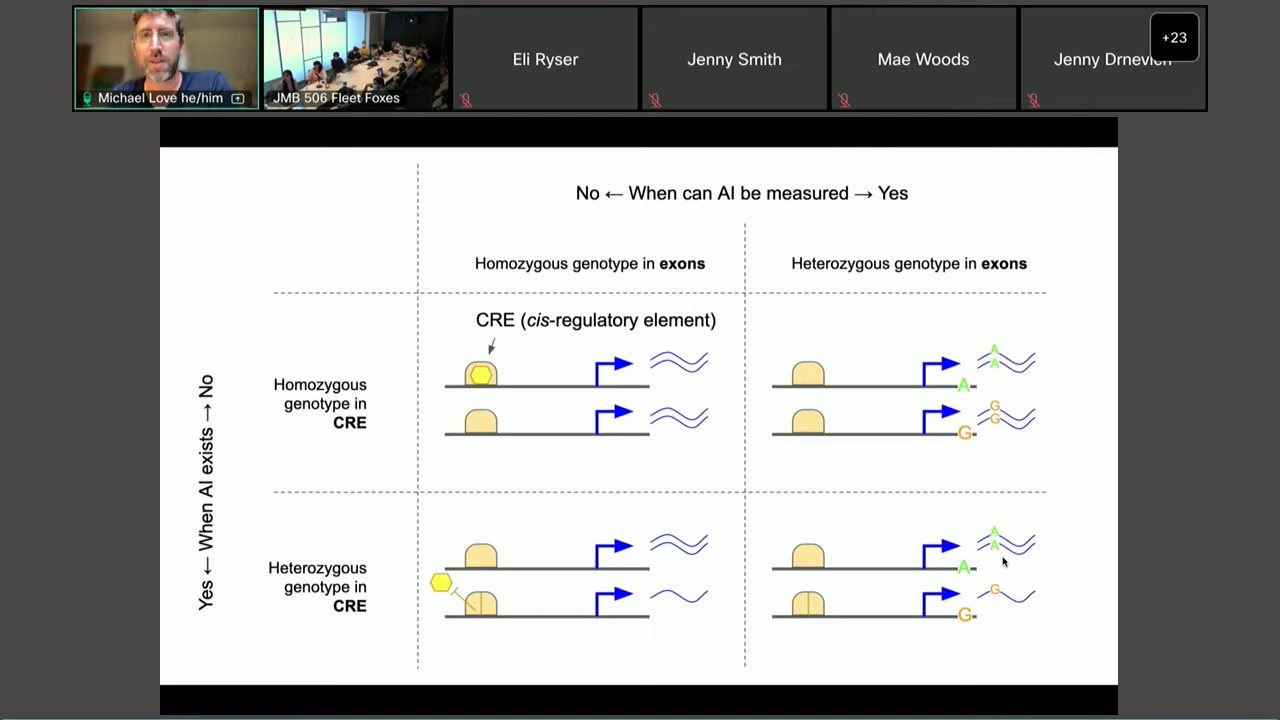 Michael Love he/him
JMB 506 Fleet Foxes
Eli Ryser
Jenny Smith
Mae Woods
Jenny Drnevich
+23
No ← When can AI be measured → Yes
Homozygous genotype in exons
Heterozygous genotype in exons
CRE (cis-regulatory element)
Yes ← When AI exists → No
Homozygous
genotype in
CRE
A
A
A
G
G
G
Heterozygous
genotype in
CRE
A
A
A
G
G